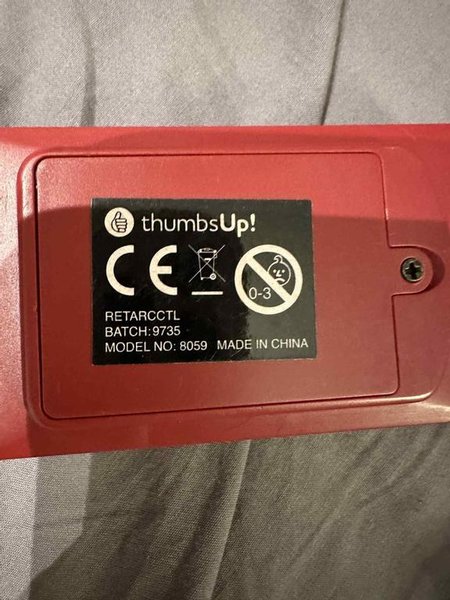 thumbsUp!
CE
0-3
RETARCCTL
BATCH: 9735
MODEL NO: 8059 MADE IN CHINA